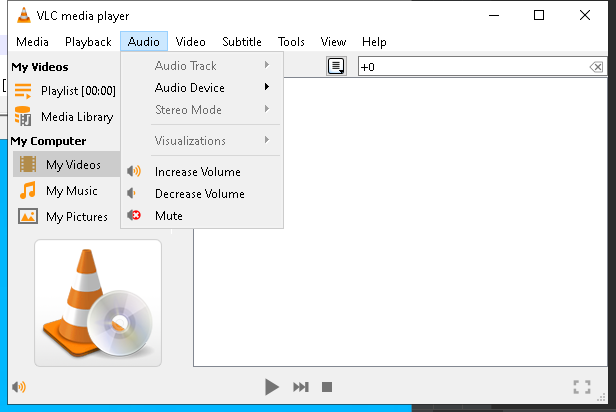 VLC media player
Media Playback Audio Video Subtitle Tools View Help
My Videos
Playlist [00:00]
Media Library
My Computer
My Videos
My Music
My Pictures
Audio Track
Audio Device
Stereo Mode
Visualizations
Increase Volume
Decrease Volume
Mute
+0